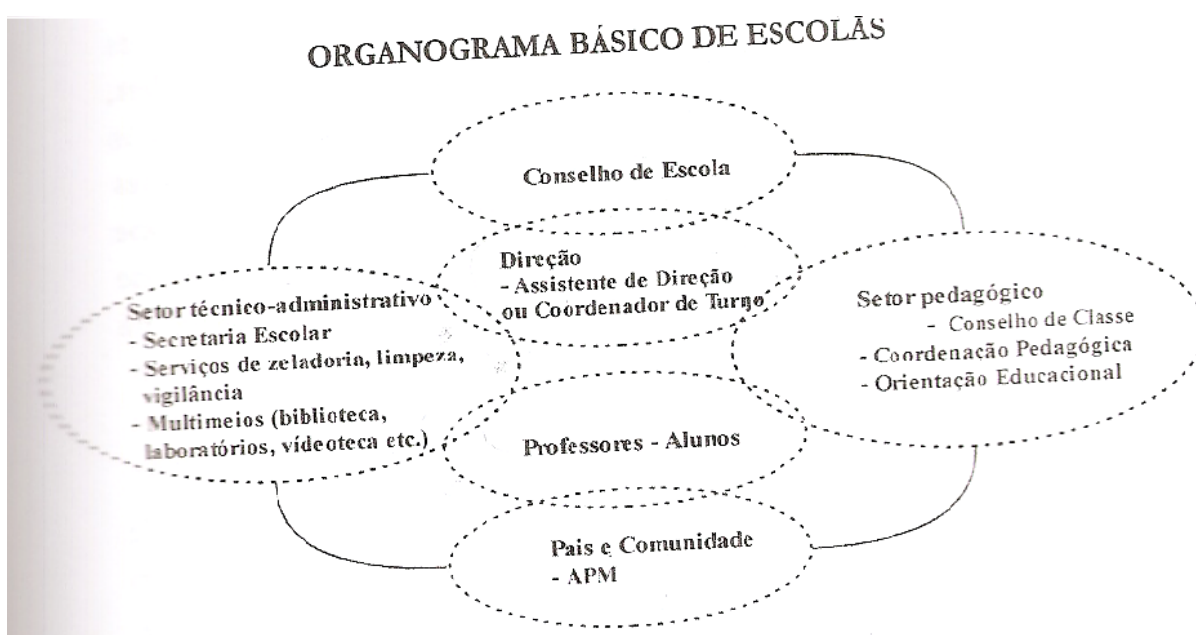 ORGANOGRAMA BÁSICO DE ESCOLAS
Conselho de Escola
Direção
- Assistente de Direção
ou Coordenador de Turno
Setor técnico-administrativo
- Secretaria Escolar
- Serviços de zeladoria, limpeza,
vigilância
- Multimeios (biblioteca,
laboratórios, vídeoteca etc.)
Setor pedagógico
- Conselho de Classe
- Coordenação Pedagógica
- Orientação Educacional
Professores - Alunos
Pais e Comunidade
- APM